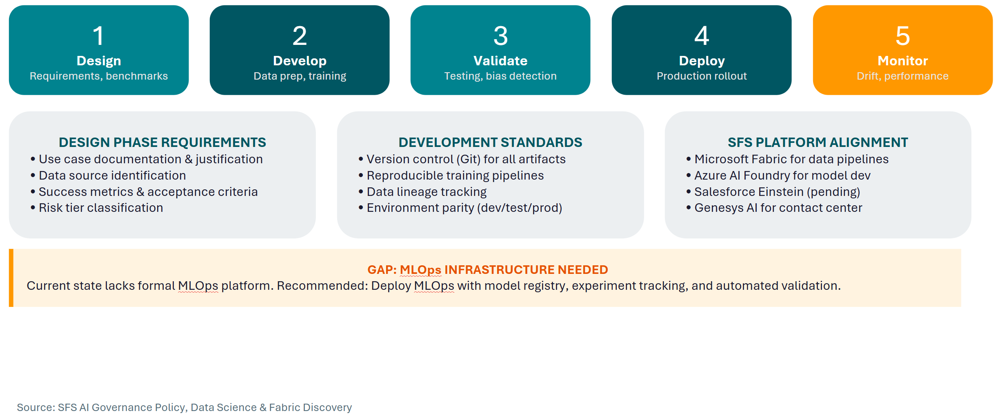 1
Design
Requirements, benchmarks
2
Develop
Data prep, training
3
Validate
Testing, bias detection
4
Deploy
Production rollout
5
Monitor
Drift, performance
DESIGN PHASE REQUIREMENTS
• Use case documentation & justification
• Data source identification
• Success metrics & acceptance criteria
• Risk tier classification
DEVELOPMENT STANDARDS
• Version control (Git) for all artifacts
• Reproducible training pipelines
• Data lineage tracking
• Environment parity (dev/test/prod)
SFS PLATFORM ALIGNMENT
• Microsoft Fabric for data pipelines
• Azure AI Foundry for model dev
• Salesforce Einstein (pending)
• Genesys AI for contact center
GAP: MLOps INFRASTRUCTURE NEEDED
Current state lacks formal MLOps platform. Recommended: Deploy MLOps with model registry, experiment tracking, and automated validation.
Source: SFS AI Governance Policy, Data Science & Fabric Discovery